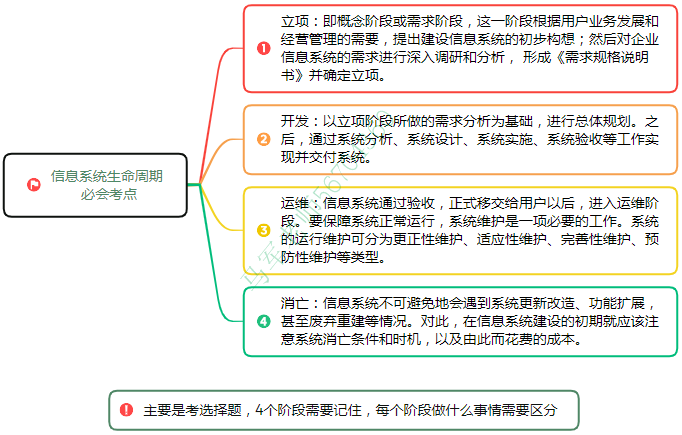 信息系统生命周期
必会考点
1
立项：即概念阶段或需求阶段，这一阶段根据用户业务发展和
经营管理的需要，提出建设信息系统的初步构想；然后对企业
信息系统的需求进行深入调研和分析， 形成《需求规格说明
书》并确定立项。
2
开发：以立项阶段所做的需求分析为基础，进行总体规划。之
后，通过系统分析、系统设计、系统实施、系统验收等工作实
现并交付系统。
3
运维：信息系统通过验收，正式移交给用户以后，进入运维阶
段。要保障系统正常运行，系统维护是一项必要的工作。系统
的运行维护可分为更正性维护、适应性维护、完善性维护、预
防性维护等类型。
4
消亡：信息系统不可避免地会遇到系统更新改造、功能扩展，
甚至废弃重建等情况。对此，在信息系统建设的初期就应该注
意系统消亡条件和时机，以及由此而花费的成本。
主要是考选择题，4个阶段需要记住，每个阶段做什么事情需要区分